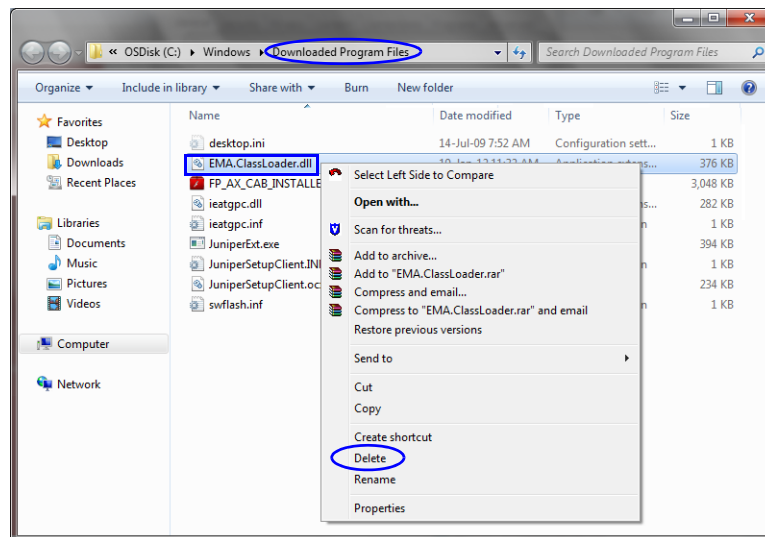 « OSDisk (C:) ▸ Windows ▸ Downloaded Program Files
Search Downloaded Program Files
Organize Include in library Share with Burn New folder
Name Date modified Type Size
Favorites
Desktop
Downloads
Recent Places
Libraries
Documents
Music
Pictures
Videos
Computer
Network
desktop.ini 14-Jul-09 7:52 AM Configuration sett... 1 KB
EMA.ClassLoader.dll 376 KB
FP_AX_CAB_INSTALLE 3,048 KB
ieatgpc.dll 282 KB
ieatgpc.inf 1 KB
JuniperExt.exe 394 KB
JuniperSetupClient.INI 1 KB
JuniperSetupClient.oc 234 KB
swflash.inf 1 KB
Select Left Side to Compare
Open with...
Scan for threats...
Add to archive...
Add to "EMA.ClassLoader.rar"
Compress and email...
Compress to "EMA.ClassLoader.rar" and email
Restore previous versions
Send to
Cut
Copy
Create shortcut
Delete
Rename
Properties